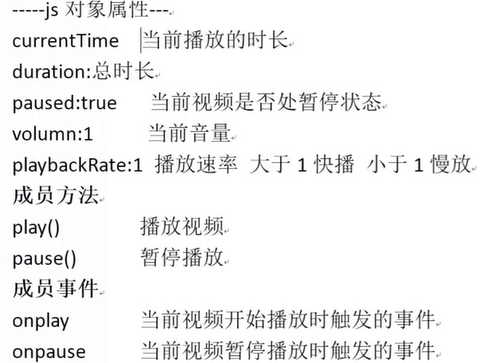 -----js 对象属性---
currentTime 当前播放的时长
duration:总时长
paused:true 当前视频是否处暂停状态
volumn:1 当前音量
playbackRate:1 播放速率 大于 1 快播 小于 1 慢放
成员方法
play() 播放视频
pause() 暂停播放
成员事件
onplay 当前视频开始播放时触发的事件
onpause 当前视频暂停播放时触发的事件